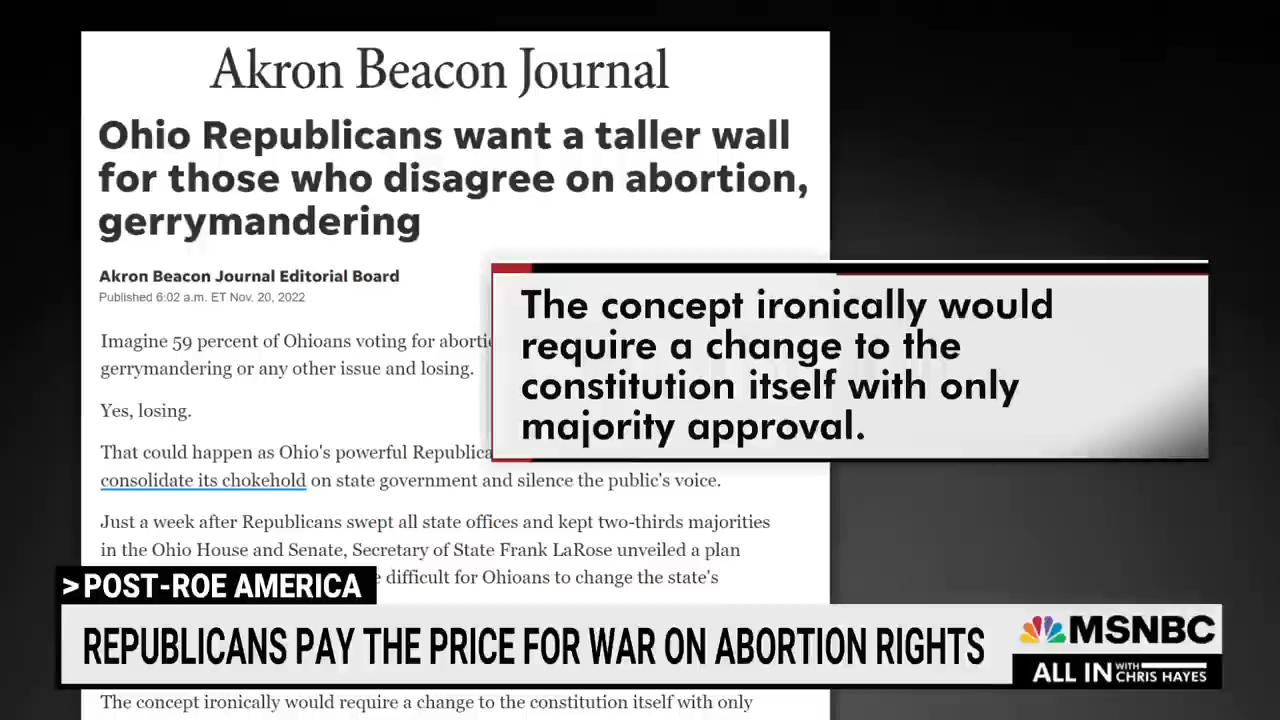 Akron Beacon Journal
Ohio Republicans want a taller wall
for those who disagree on abortion,
gerrymandering
Akron Beacon Journal Editorial Board
Published 6:02 a.m. ET Nov. 20, 2022
Imagine 59 percent of Ohioans voting for
gerrymandering or any other issue and losing.
Yes, losing.
That could happen as Ohio's powerful
consolidate its chokehold on state government and silence the public's voice.
Just a week after Republicans swept all state offices and kept two-thirds majorities
in the Ohio House and Senate, Secretary of State Frank LaRose unveiled a plan
difficult for Ohioans to change the state's
The concept ironically would
require a change to the
constitution itself with only
majority approval.
>POST-ROE AMERICA
REPUBLICANS PAY THE PRICE FOR WAR ON ABORTION RIGHTS
MSNBC
ALL IN WITH CHRIS HAYES
The concept ironically would require a change to the constitution itself with only